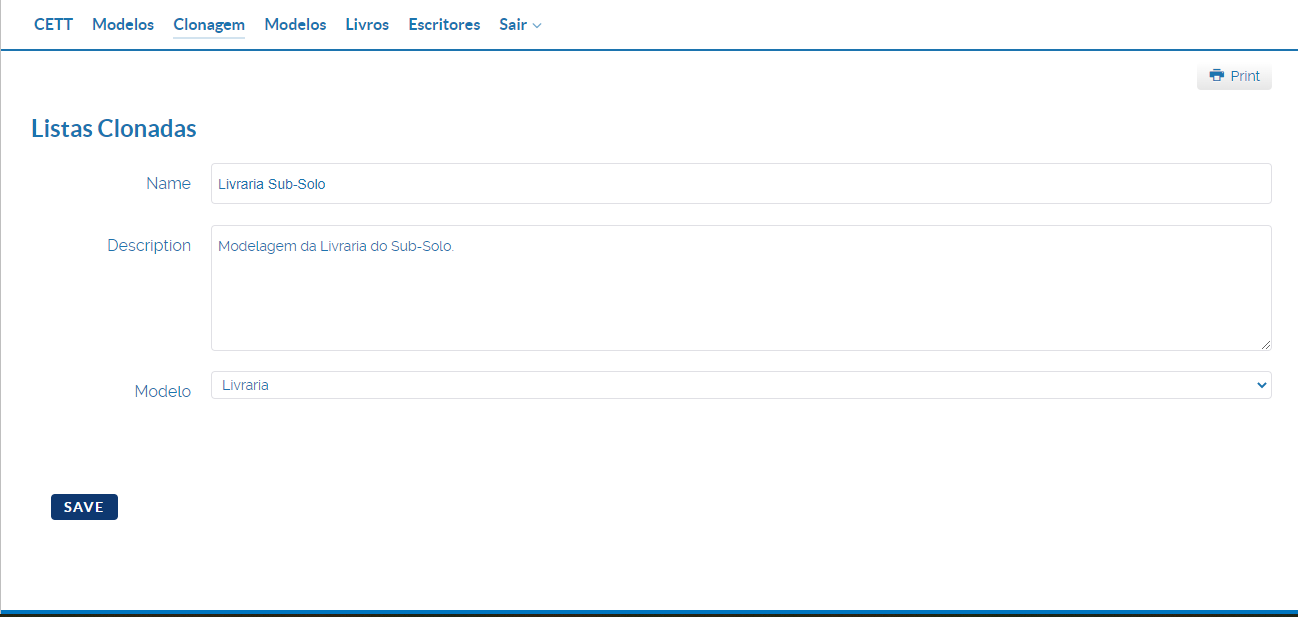 CETT Modelos Clonagem Modelos Livros Escritores Sair
Print
Listas Clonadas
Name Livraria Sub-Solo
Description Modelagem da Livraria do Sub-Solo.
Modelo Livraria
SAVE